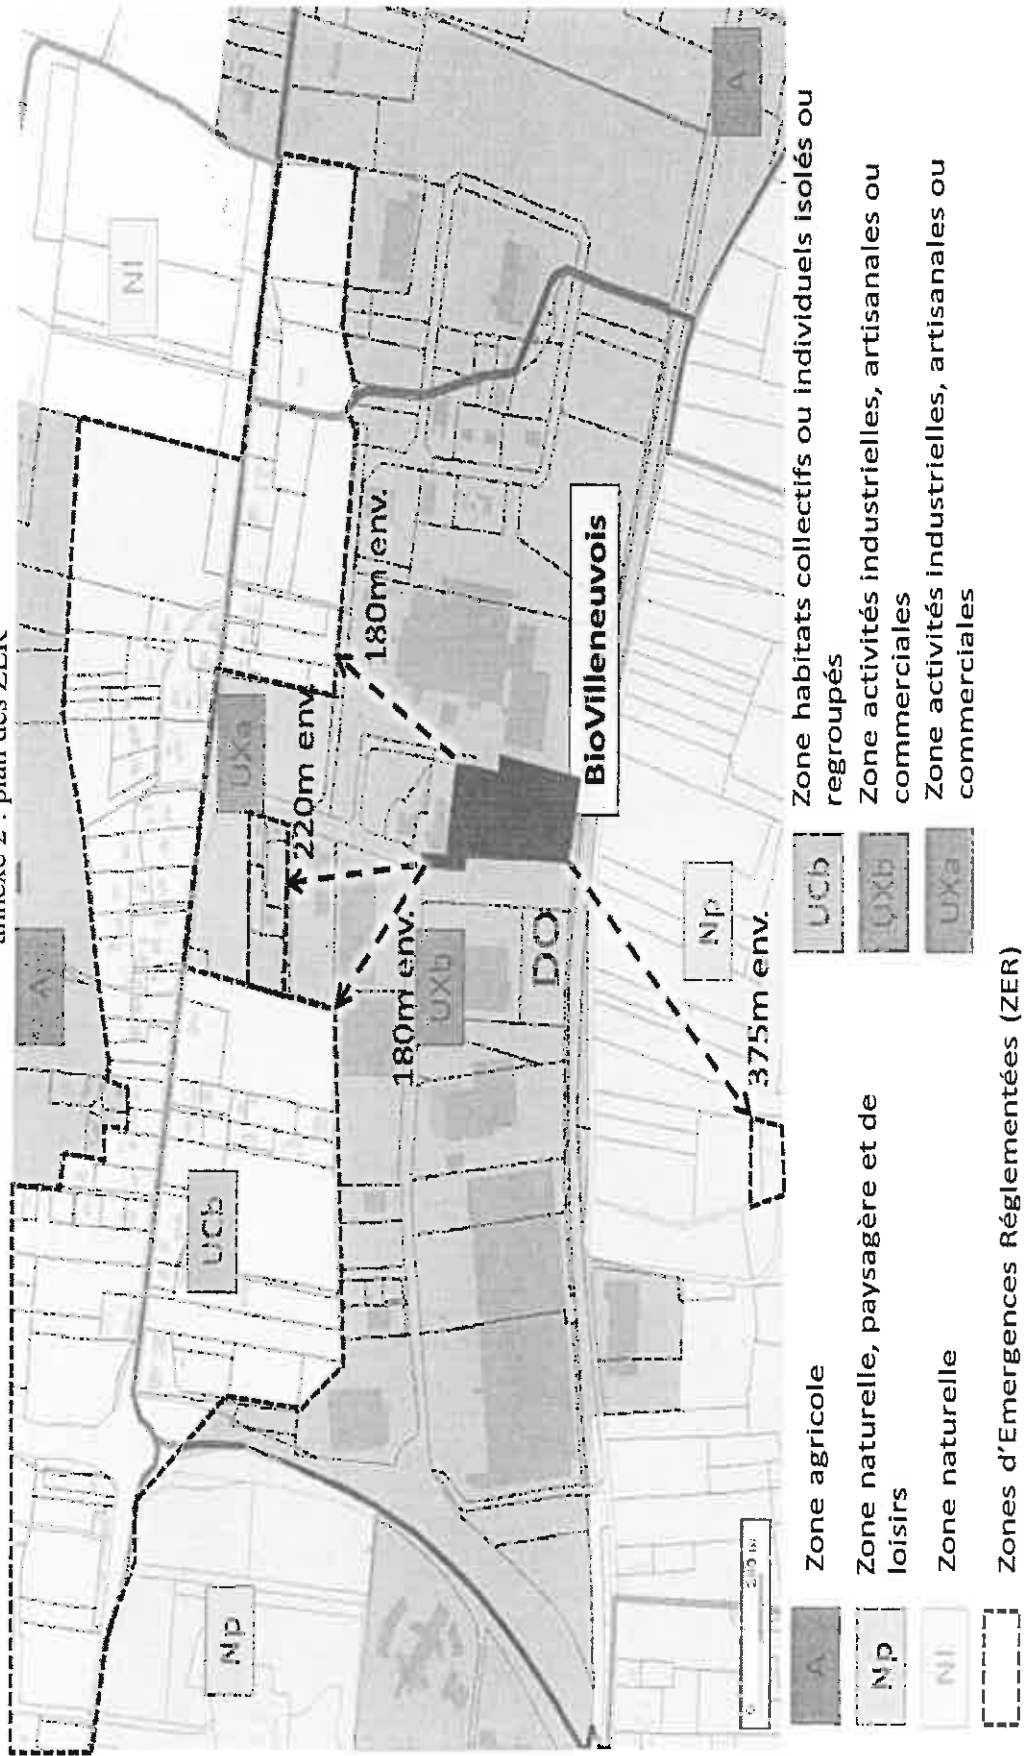 annexe 2 : plan des ZER
Nl
A
A
UXa
180m env.
220m env.
BioVilleneuvois
UCb
180m env.
UXb
DO
Np
375m env.
Np
0
A
Zone agricole
Np
Zone naturelle, paysagère et de
loisirs
Nl
Zone naturelle
Zones d'Emergences Réglementées (ZER)
UCb
Zone habitats collectifs ou individuels isolés ou
regroupés
UXb
Zone activités industrielles, artisanales ou
commerciales
UXa
Zone activités industrielles, artisanales ou
commerciales